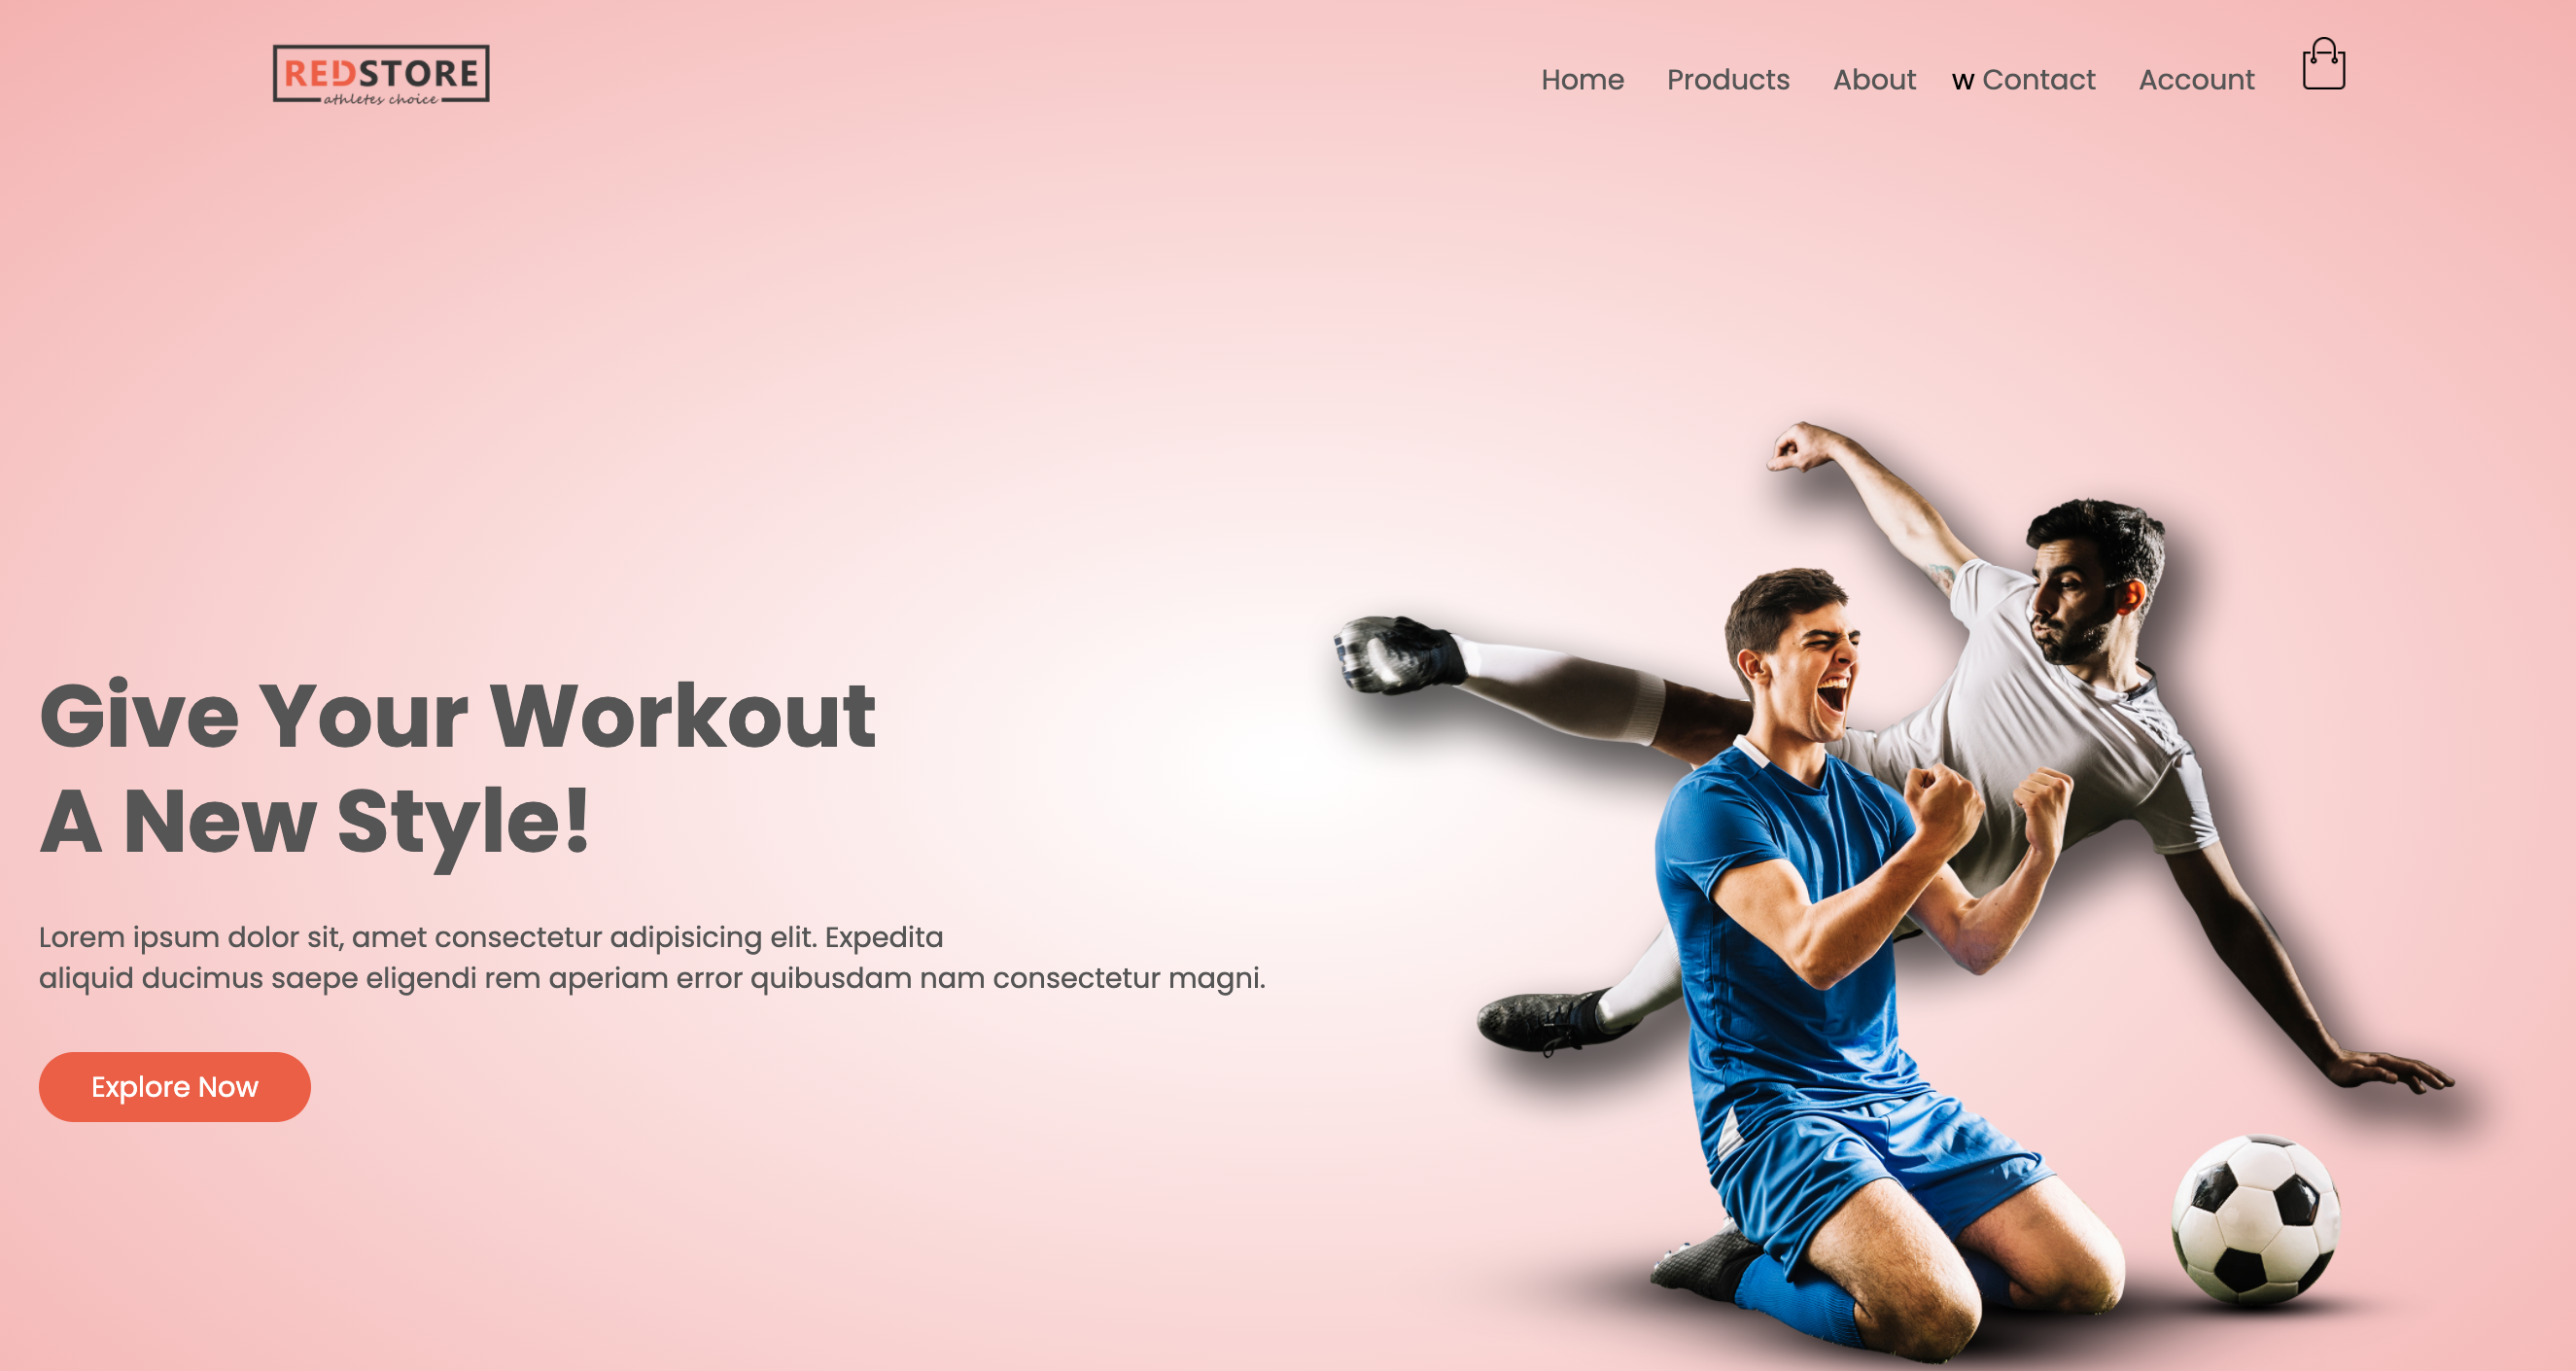 REDSTORE
athletes choice
Home Products About w Contact Account
Give Your Workout
A New Style!
Lorem ipsum dolor sit, amet consectetur adipisicing elit. Expedita
aliquid ducimus saepe eligendi rem aperiam error quibusdam nam consectetur magni.
Explore Now